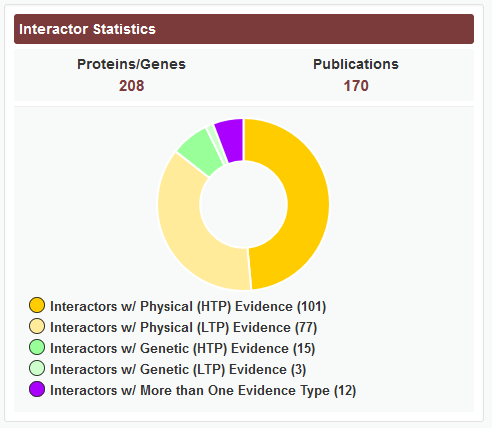 Interactor Statistics
Proteins/Genes Publications
208 170
Interactors w/ Physical (HTP) Evidence (101)
Interactors w/ Physical (LTP) Evidence (77)
Interactors w/ Genetic (HTP) Evidence (15)
Interactors w/ Genetic (LTP) Evidence (3)
Interactors w/ More than One Evidence Type (12)